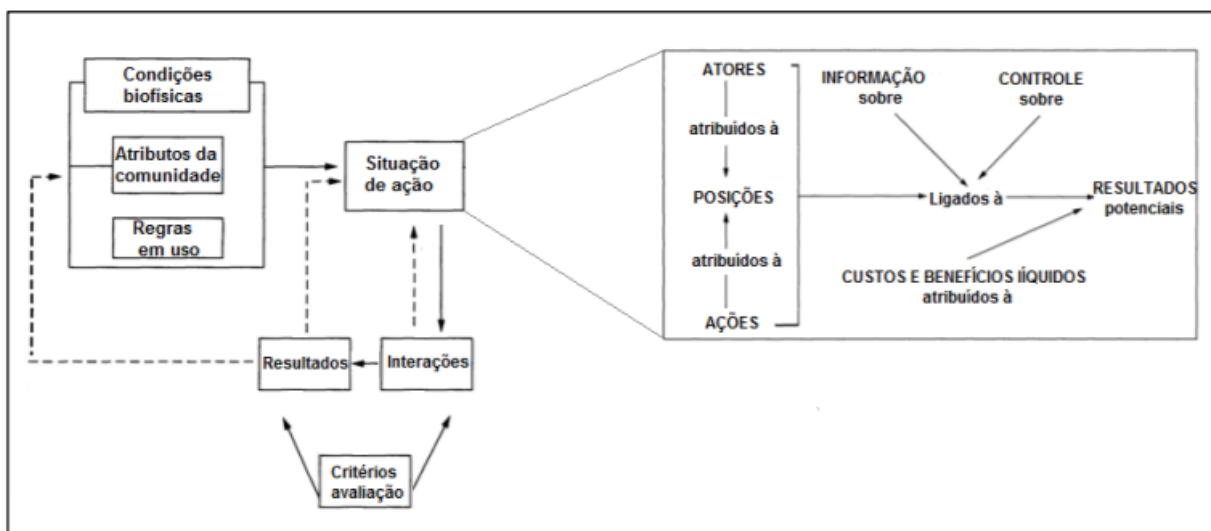 Condições
biofísicas
Atributos da
comunidade
Regras
em uso
Situação
de ação
Resultados
Interações
Critérios
avaliação
ATORES
atribuídos à
POSIÇÕES
atribuídos à
AÇÕES
INFORMAÇÃO
sobre
CONTROLE
sobre
Ligados à
RESULTADOS
potenciais
CUSTOS E BENEFÍCIOS lÍQUIDOS
atribuídos à